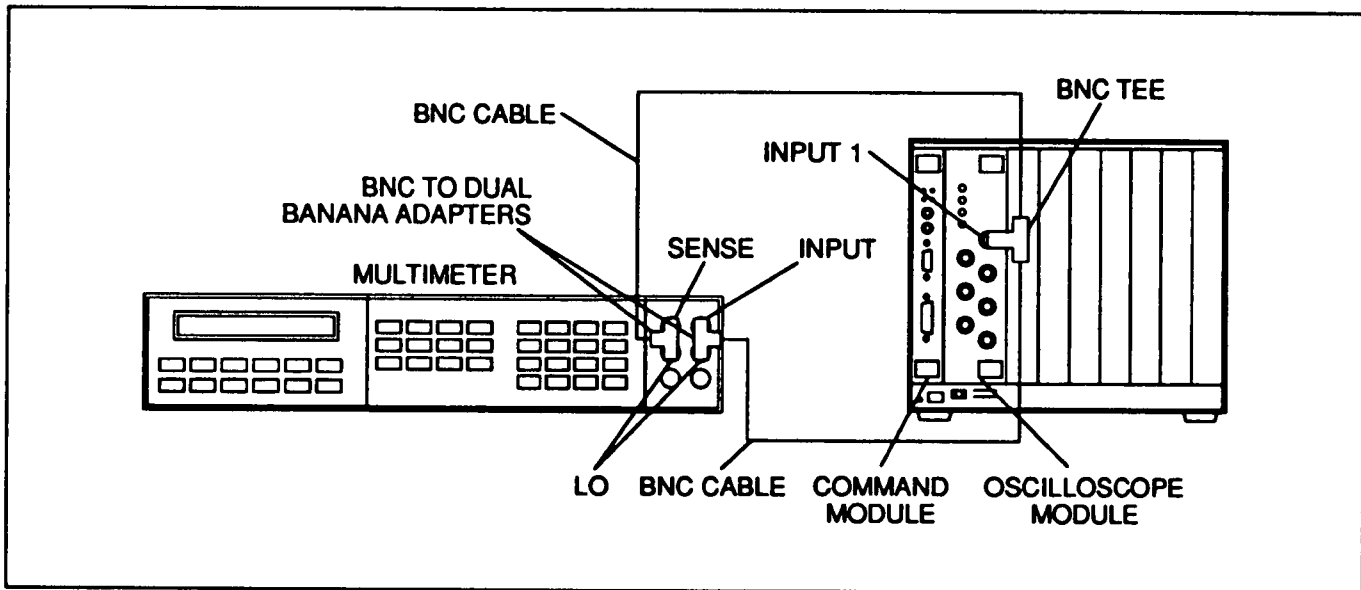 BNC TEE
BNC CABLE
INPUT 1
BNC TO DUAL
BANANA ADAPTERS
SENSE
INPUT
MULTIMETER
LO
BNC CABLE
COMMAND
MODULE
OSCILLOSCOPE
MODULE